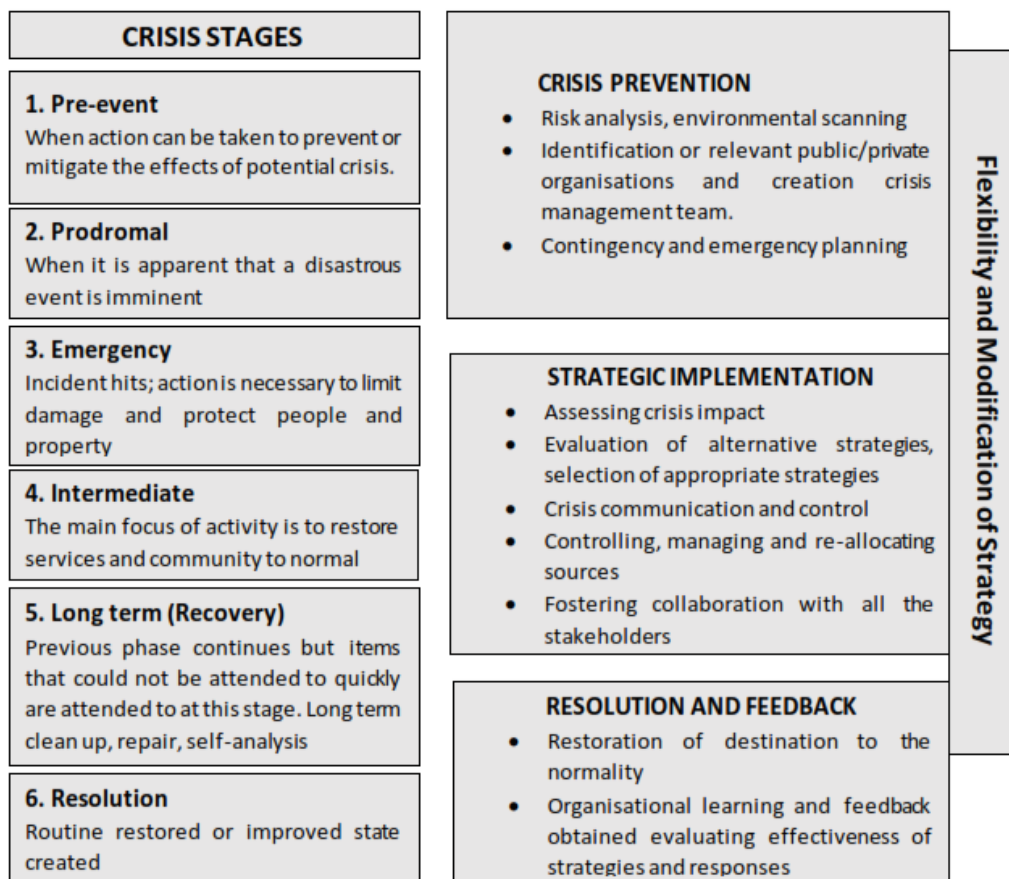 CRISIS STAGES
1. Pre-event
When action can be taken to prevent or
mitigate the effects of potential crisis.
2. Prodromal
When it is apparent that a disastrous
event is imminent
3. Emergency
Incident hits; action is necessary to limit
damage and protect people and
property
4. Intermediate
The main focus of activity is to restore
services and community to normal
5. Long term (Recovery)
Previous phase continues but items
that could not be attended to quickly
are attended to at this stage. Long term
clean up, repair, self-analysis
6. Resolution
Routine restored or improved state
created
CRISIS PREVENTION
• Risk analysis, environmental scanning
• Identification or relevant public/private
organisations and creation crisis
management team.
• Contingency and emergency planning
STRATEGIC IMPLEMENTATION
• Assessing crisis impact
• Evaluation of alternative strategies,
selection of appropriate strategies
• Crisis communication and control
• Controlling, managing and re-allocating
sources
• Fostering collaboration with all the
stakeholders
RESOLUTION AND FEEDBACK
• Restoration of destination to the
normality
• Organisational learning and feedback
obtained evaluating effectiveness of
strategies and responses
Flexibility and Modification of Strategy